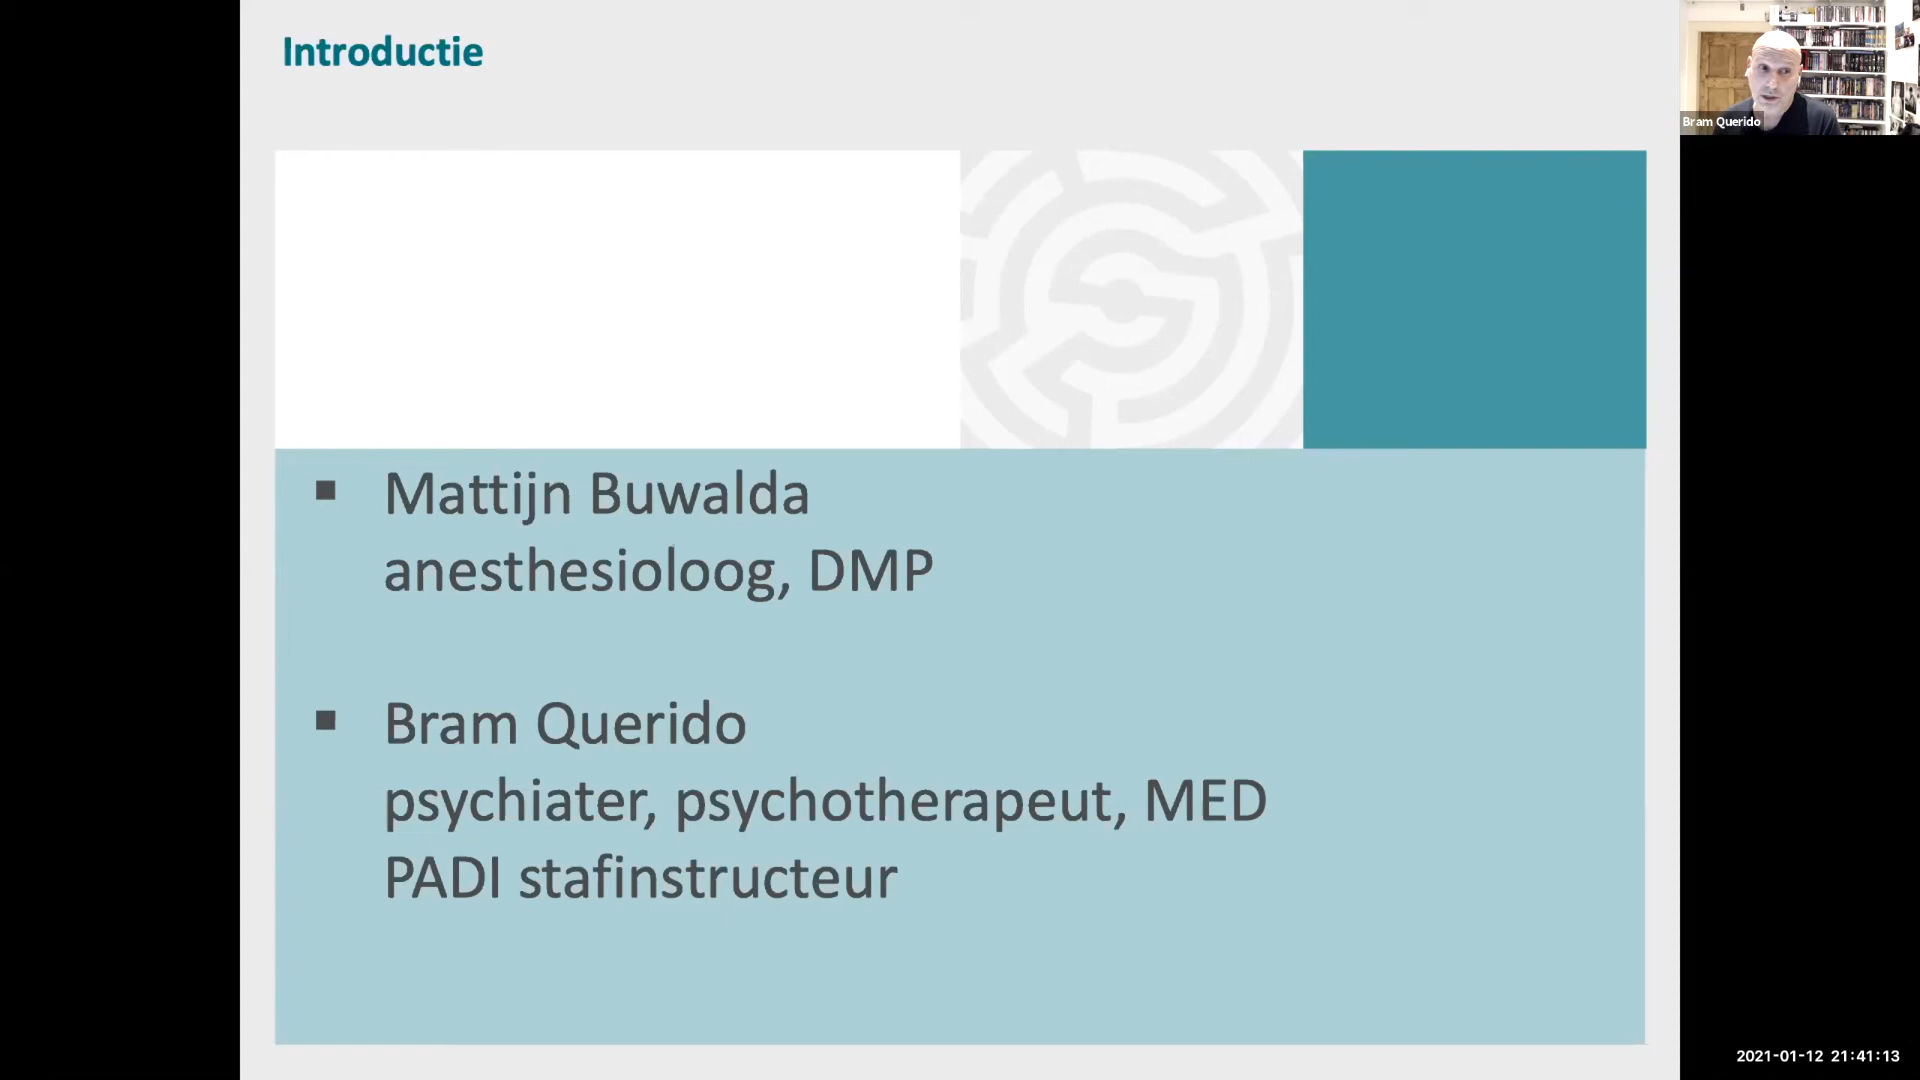 Introductie
Bram Querido
Mattijn Buwalda
anesthesioloog, DMP
Bram Querido
psychiater, psychotherapeut, MED
PADI stafinstructeur
2021-01-12 21:41:13